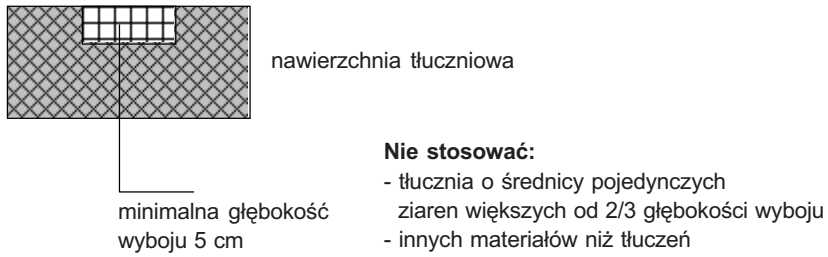 nawierzchnia tłuczniowa
Nie stosować:
- tłucznia o średnicy pojedynczych
ziaren większych od 2/3 głębokości wyboju
- innych materiałów niż tłuczeń
minimalna głębokość
wyboju 5 cm